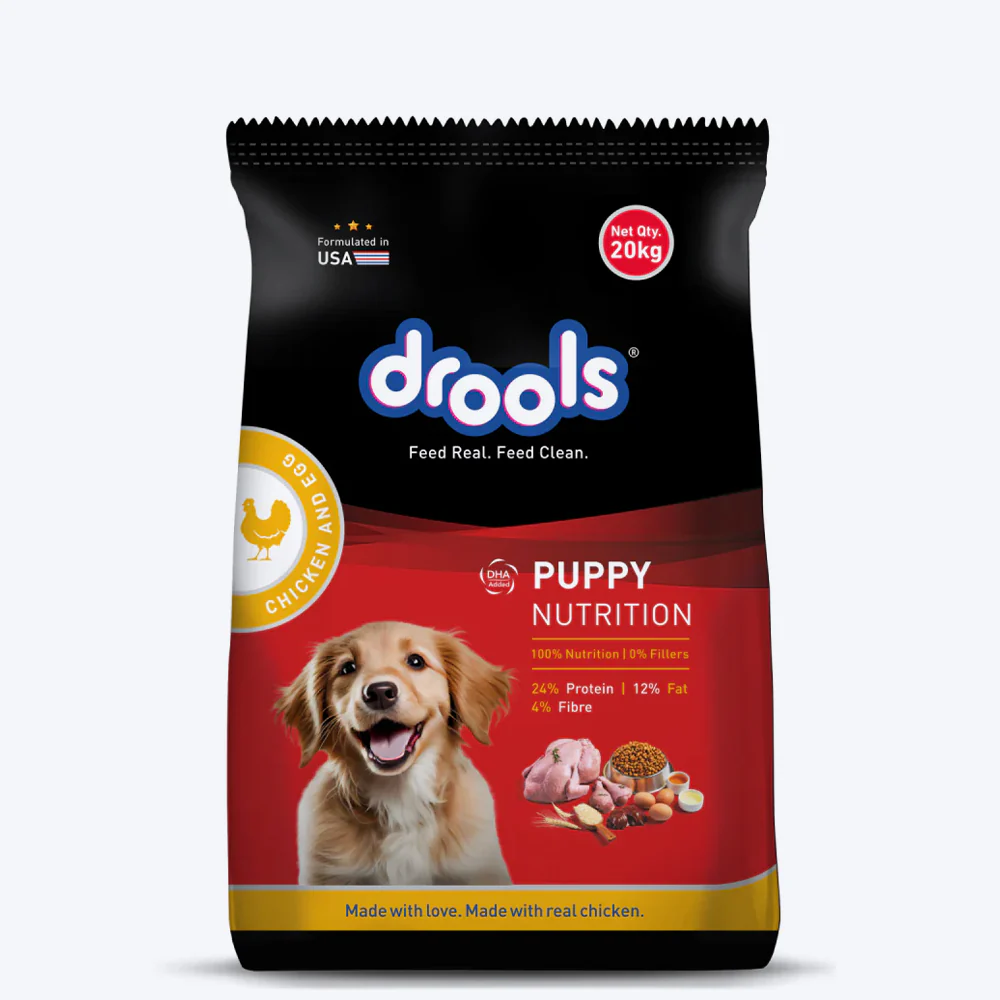 Formulated in
USA
Net Qty.
20kg
drools®
Feed Real. Feed Clean.
CHICKEN AND EGG
DHA
Added
PUPPY
NUTRITION
100% Nutrition | 0% Fillers
24% Protein | 12% Fat
4% Fibre
Made with love. Made with real chicken.